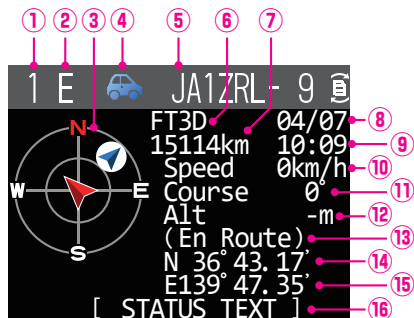 ① ② ③ ④ ⑤ ⑥ ⑦
1 E JA1ZRL- 9
FT3D 04/07 ⑧
15114km 10:09 ⑨
Speed 0km/h ⑩
Course 0° ⑪
Alt -m ⑫
(En Route) ⑬
N 36°43.17' ⑭
E139°47.35' ⑮
[ STATUS TEXT ] ⑯
N
W E
S